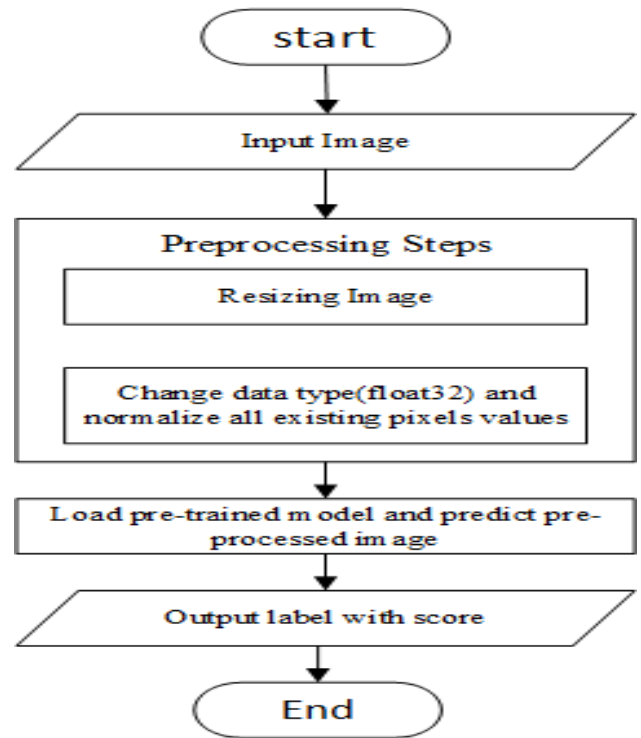 start
Input Image
Preprocessing Steps
Resizing Image
Change data type(float32) and
normalize all existing pixels values
Load pre-trained model and predict pre-
processed image
Output label with score
End